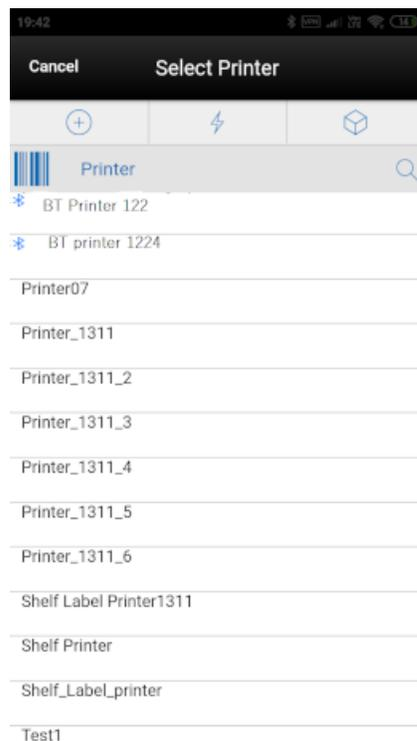 19:42
VPN
Cancel
Select Printer
Printer
BT Printer 122
BT printer 1224
Printer07
Printer_1311
Printer_1311_2
Printer_1311_3
Printer_1311_4
Printer_1311_5
Printer_1311_6
Shelf Label Printer1311
Shelf Printer
Shelf_Label_printer
Test1